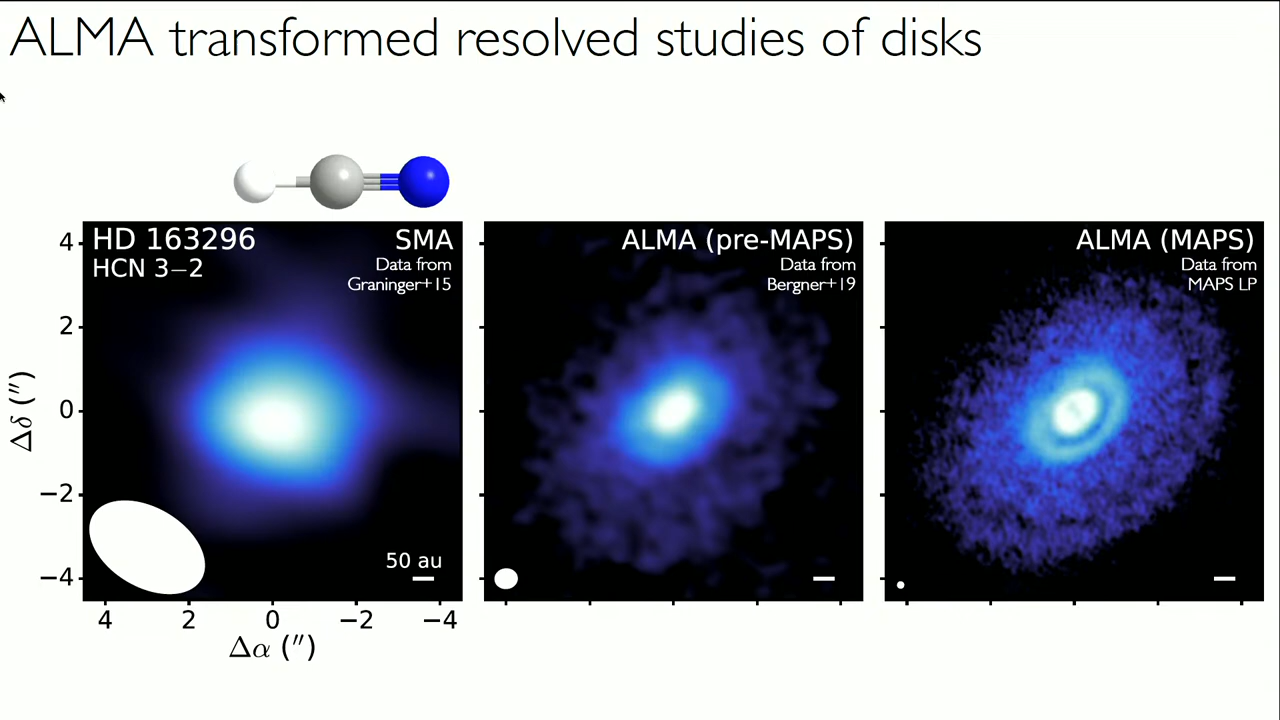 ALMA transformed resolved studies of disks
HD 163296
HCN 3−2
SMA
Data from
Graninger+15
50 au
ALMA (pre-MAPS)
Data from
Bergner+19
ALMA (MAPS)
Data from
MAPS LP
4
2
0
−2
−4
Δδ (″)
4 2 0 −2 −4
Δα (″)